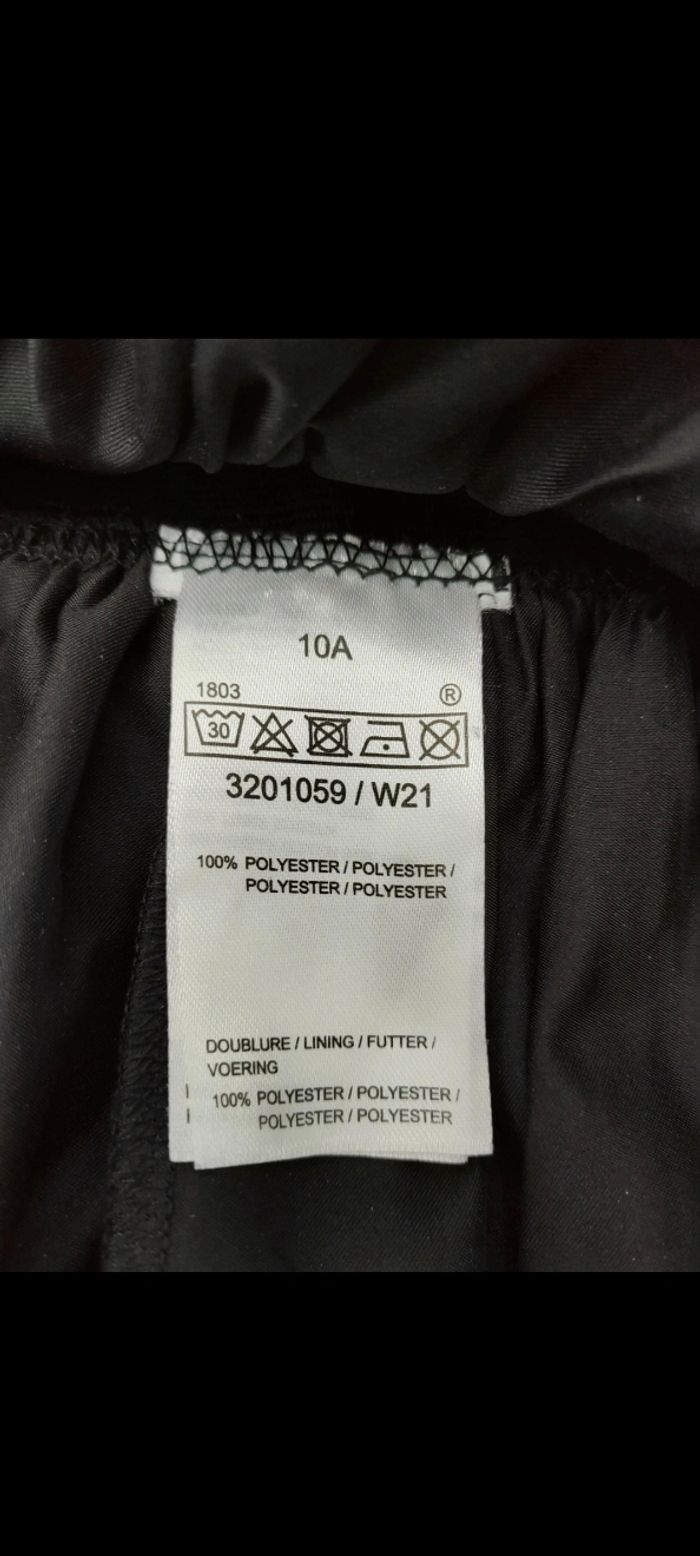 10A
1803 ®
30
3201059 / W21
100% POLYESTER / POLYESTER /
POLYESTER / POLYESTER
DOUBLURE / LINING / FUTTER /
VOERING
100% POLYESTER / POLYESTER /
POLYESTER / POLYESTER